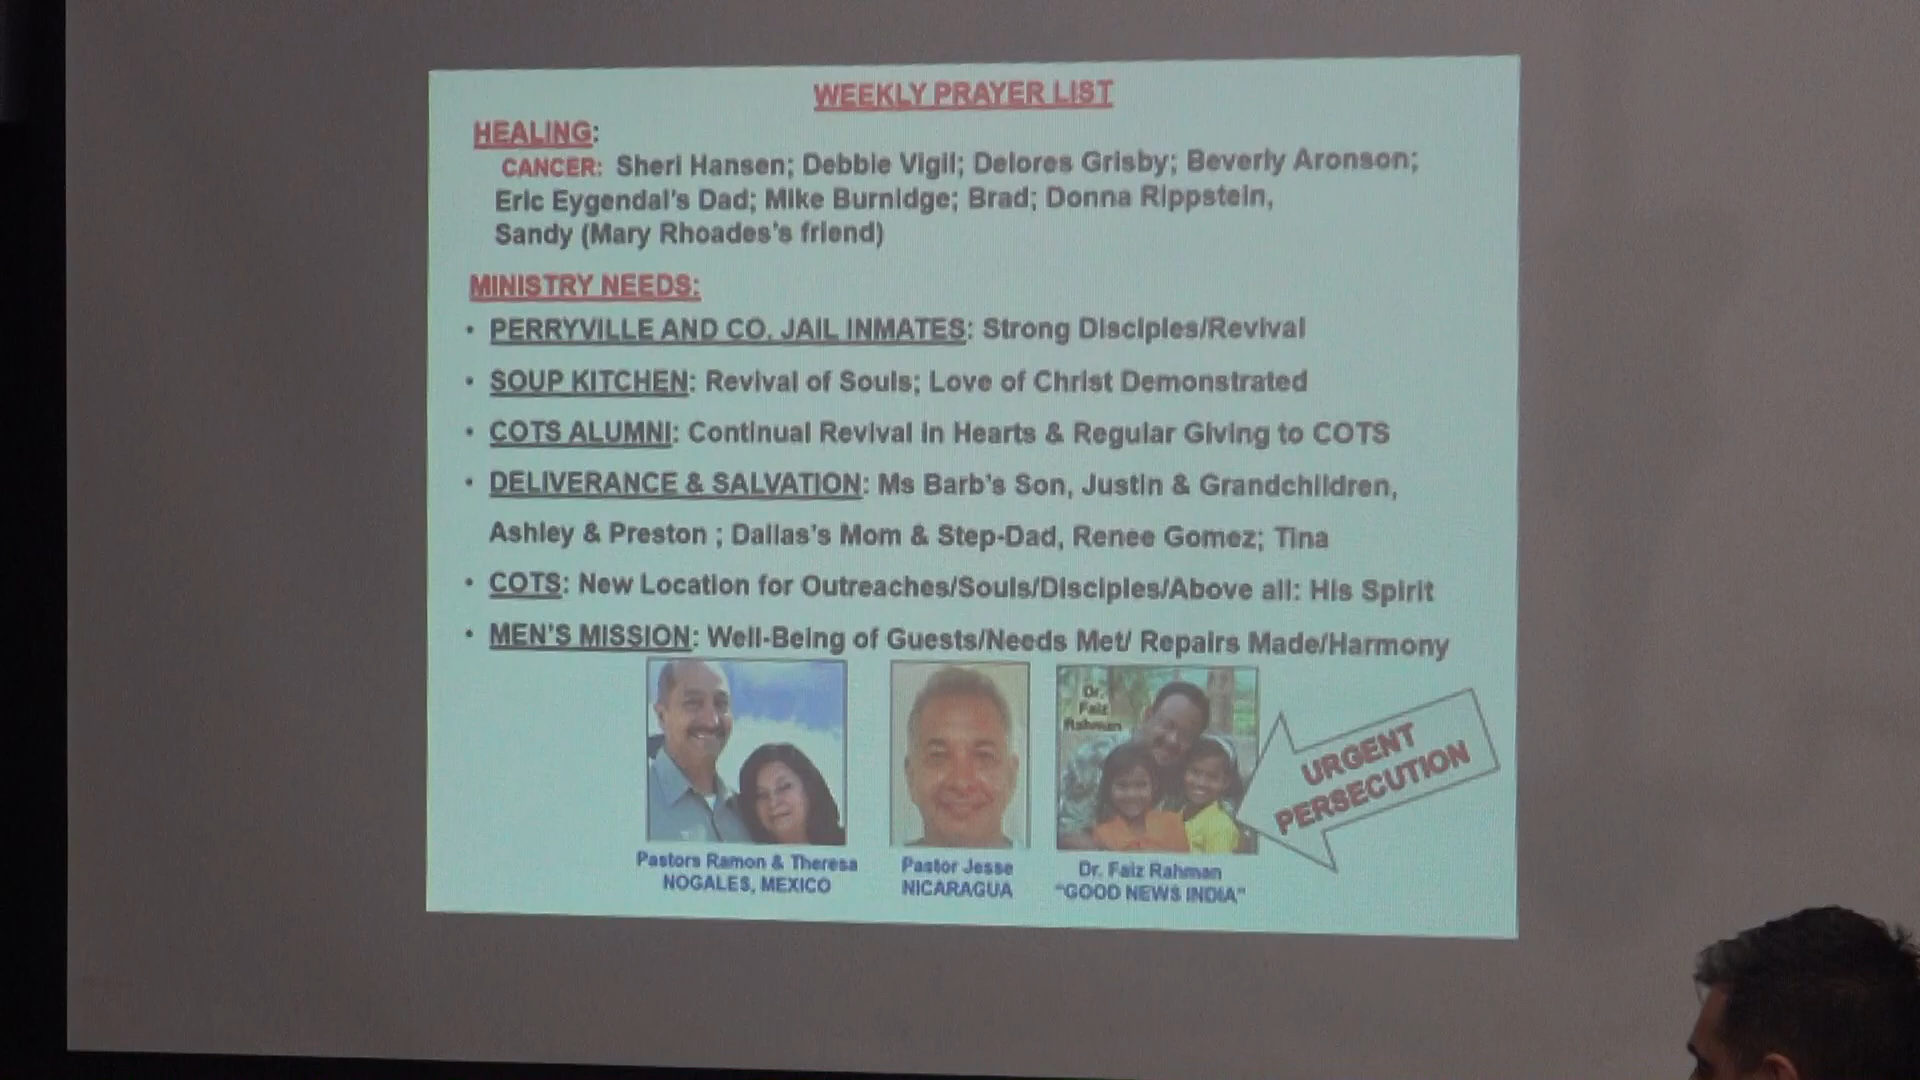 WEEKLY PRAYER LIST
HEALING:
CANCER: Sheri Hansen; Debbie Vigil; Delores Grisby; Beverly Aronson;
Eric Eygendal's Dad; Mike Burnidge; Brad; Donna Rippstein,
Sandy (Mary Rhoades's friend)
MINISTRY NEEDS:
• PERRYVILLE AND CO. JAIL INMATES: Strong Disciples/Revival
• SOUP KITCHEN: Revival of Souls; Love of Christ Demonstrated
• COTS ALUMNI: Continual Revival in Hearts & Regular Giving to COTS
• DELIVERANCE & SALVATION: Ms Barb's Son, Justin & Grandchildren,
Ashley & Preston ; Dallas's Mom & Step-Dad, Renee Gomez; Tina
• COTS: New Location for Outreaches/Souls/Disciples/Above all: His Spirit
• MEN'S MISSION: Well-Being of Guests/Needs Met/ Repairs Made/Harmony
Dr.
Faiz
Rahman
URGENT
PERSECUTION
Pastors Ramon & Theresa
NOGALES, MEXICO
Pastor Jesse
NICARAGUA
Dr. Faiz Rahman
"GOOD NEWS INDIA"